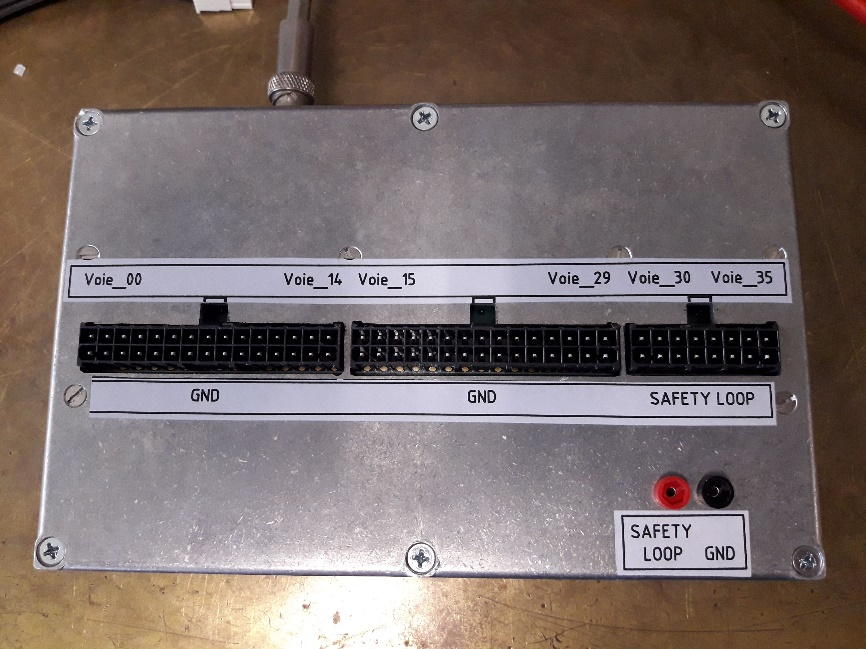 Voie_00 Voie_14 Voie_15 Voie_29 Voie_30 Voie_35
GND GND SAFETY LOOP
SAFETY
LOOP GND